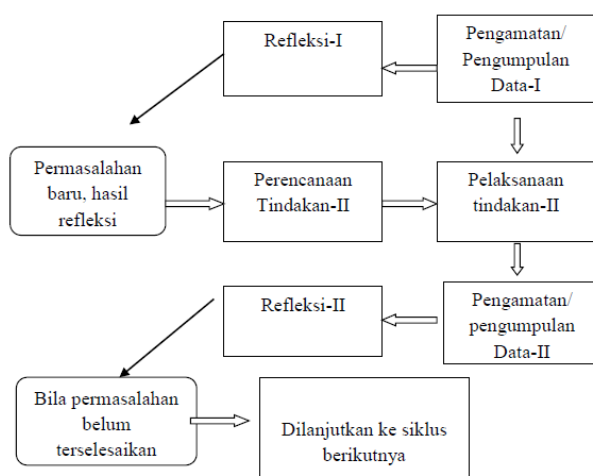 Refleksi-I
Pengamatan/
Pengumpulan
Data-I
Permasalahan
baru, hasil
refleksi
Perencanaan
Tindakan-II
Pelaksanaan
tindakan-II
Refleksi-II
Pengamatan/
pengumpulan
Data-II
Bila permasalahan
belum
terselesaikan
Dilanjutkan ke siklus
berikutnya